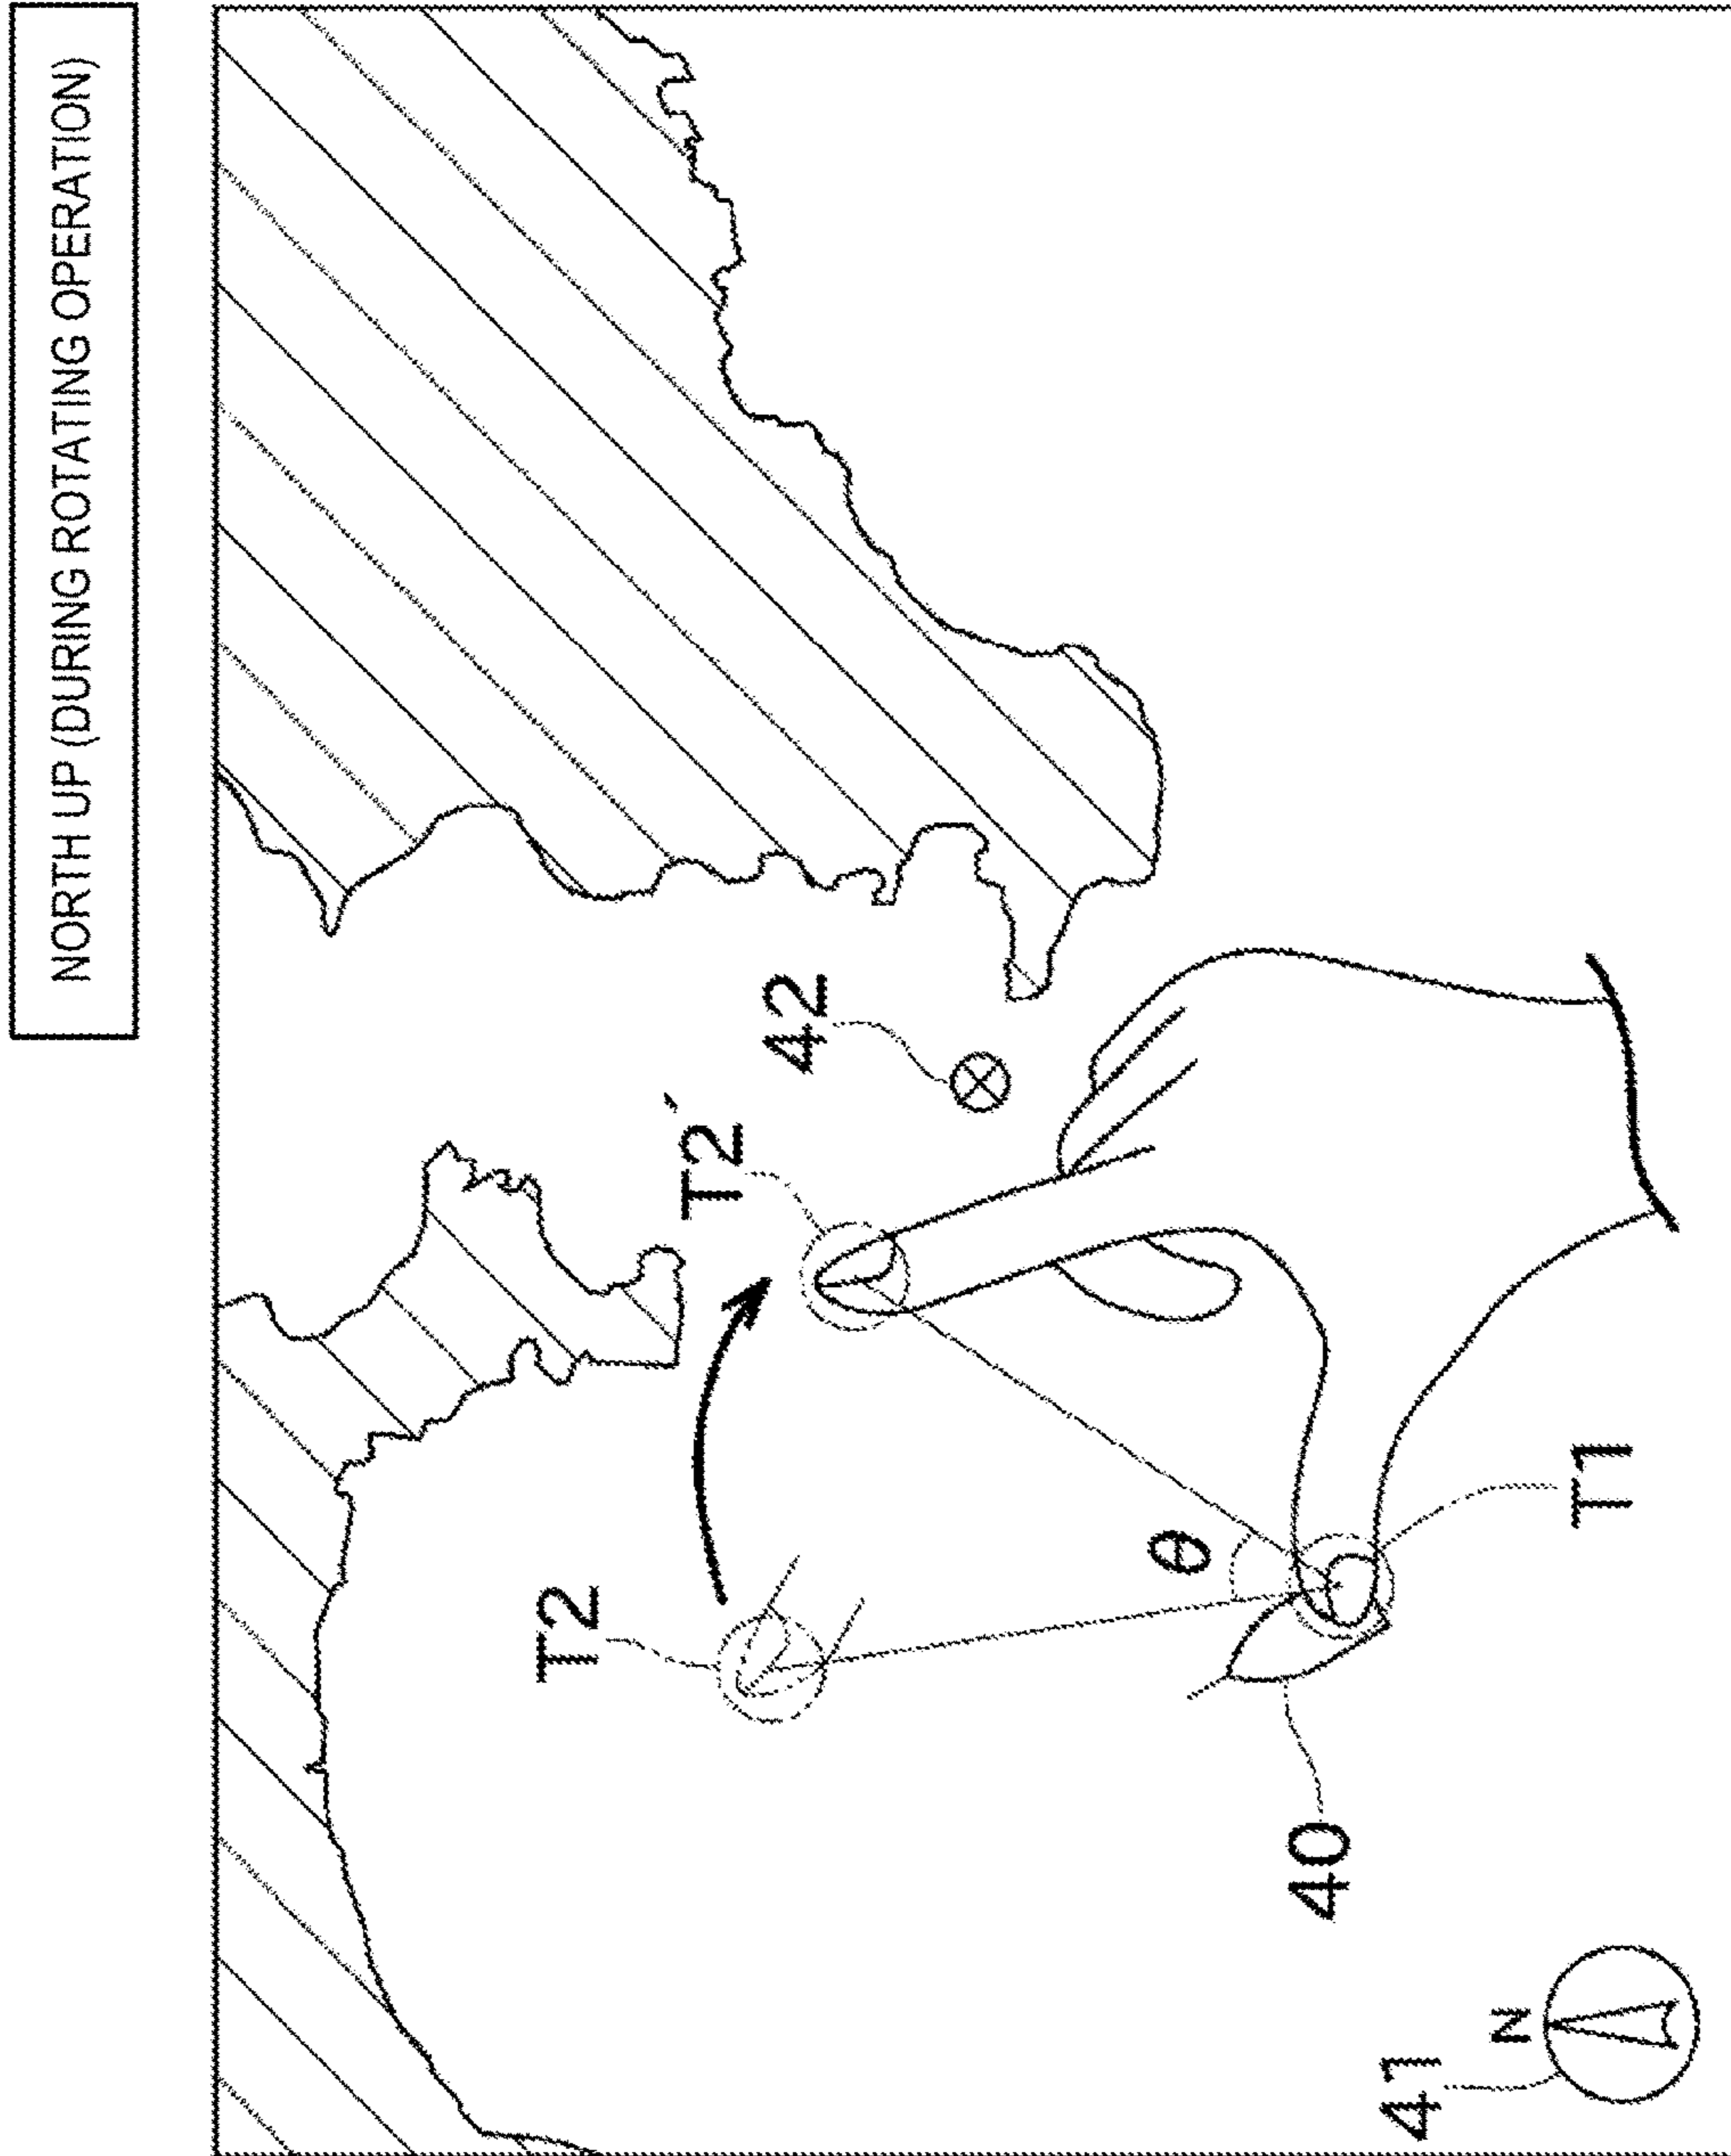 NORTH UP (DURING ROTATING OPERATION)
T2
T2´
42
θ
T1
40
41
N